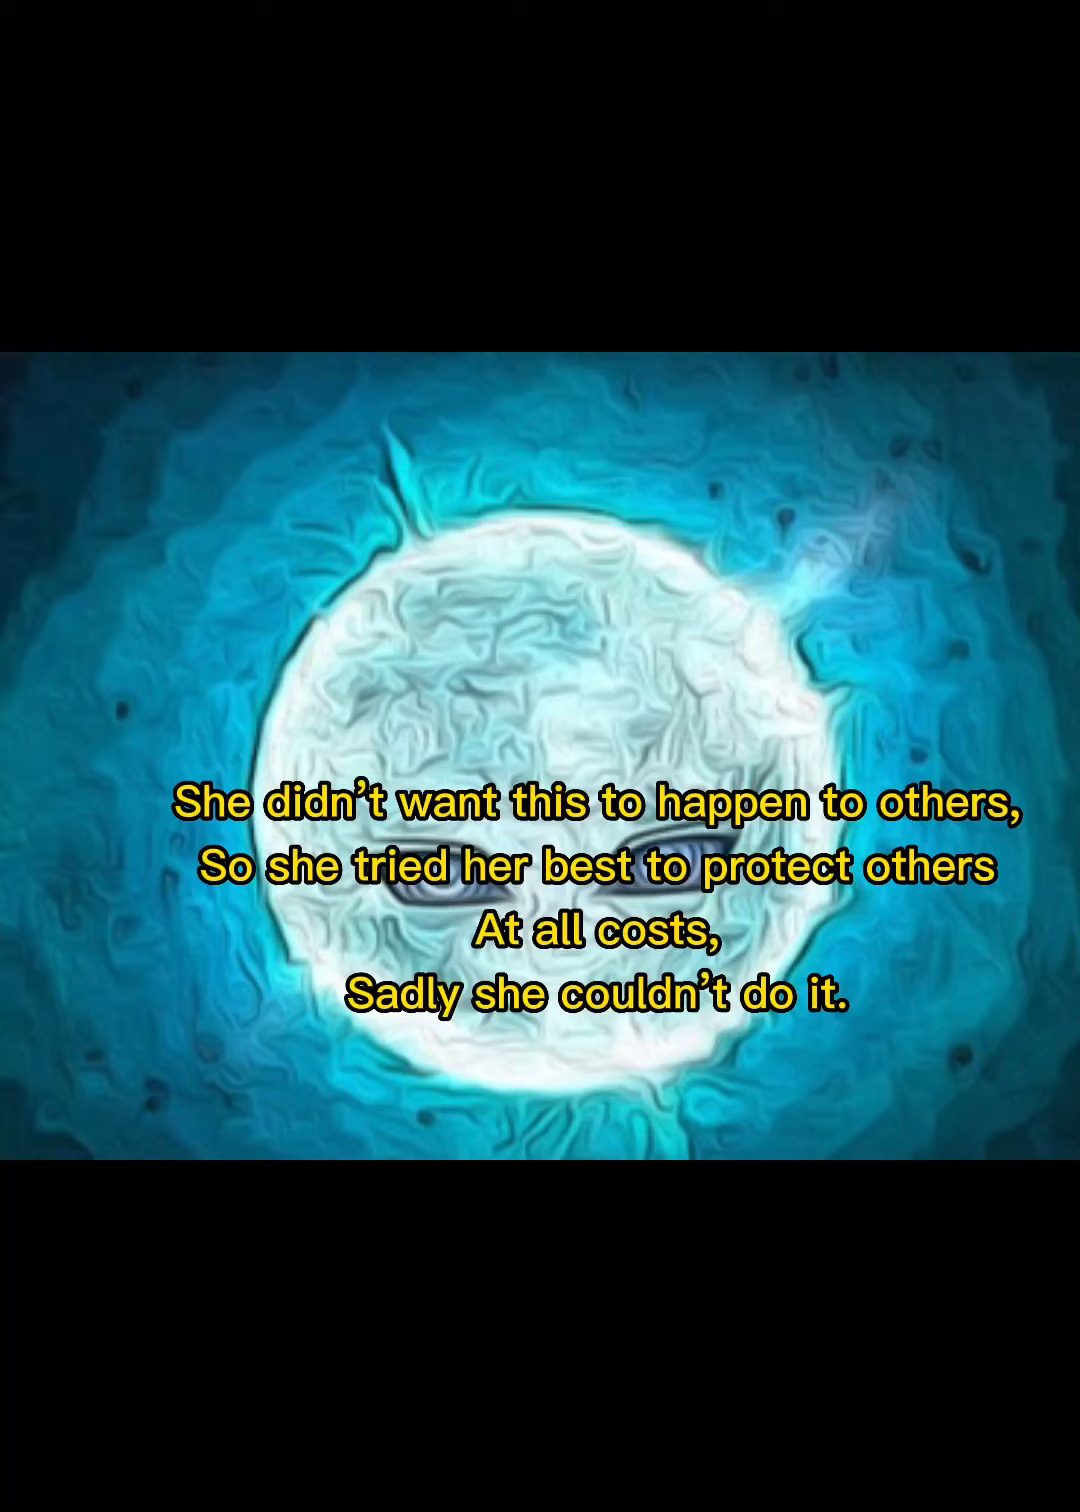 She didn’t want this to happen to others,
So she tried her best to protect others
At all costs,
Sadly she couldn’t do it.